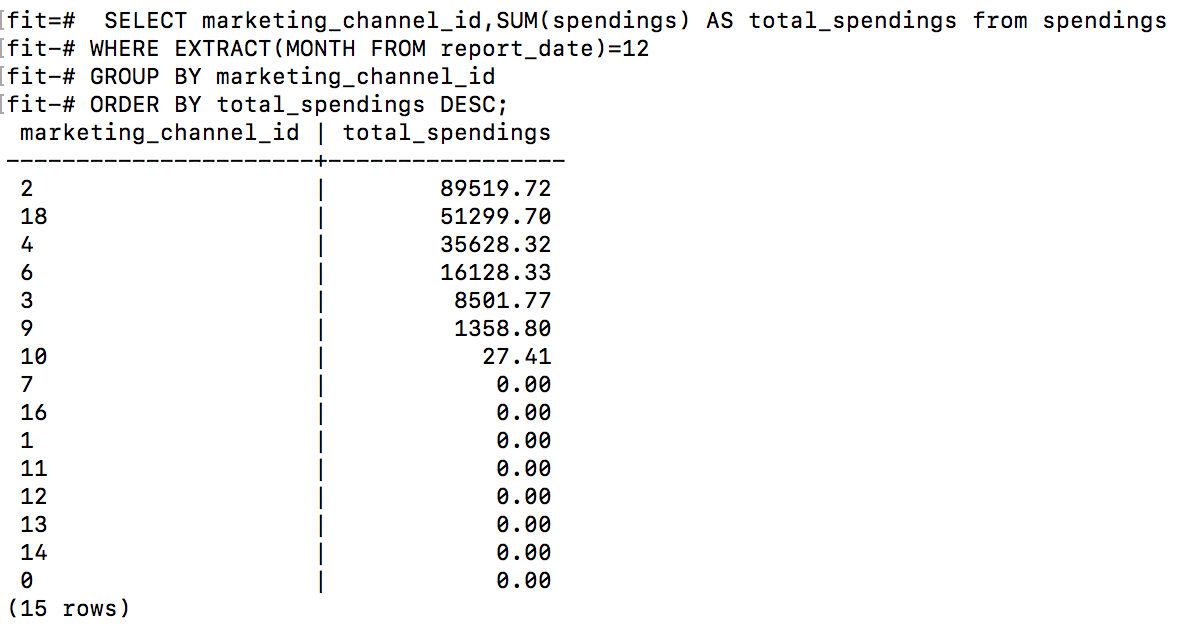 fit=#  SELECT marketing_channel_id,SUM(spendings) AS total_spendings from spendings
fit-# WHERE EXTRACT(MONTH FROM report_date)=12
fit-# GROUP BY marketing_channel_id
fit-# ORDER BY total_spendings DESC;
 marketing_channel_id | total_spendings
----------------------+-----------------
 2                    |        89519.72
 18                   |        51299.70
 4                    |        35628.32
 6                    |        16128.33
 3                    |         8501.77
 9                    |         1358.80
 10                   |           27.41
 7                    |            0.00
 16                   |            0.00
 1                    |            0.00
 11                   |            0.00
 12                   |            0.00
 13                   |            0.00
 14                   |            0.00
 0                    |            0.00
(15 rows)